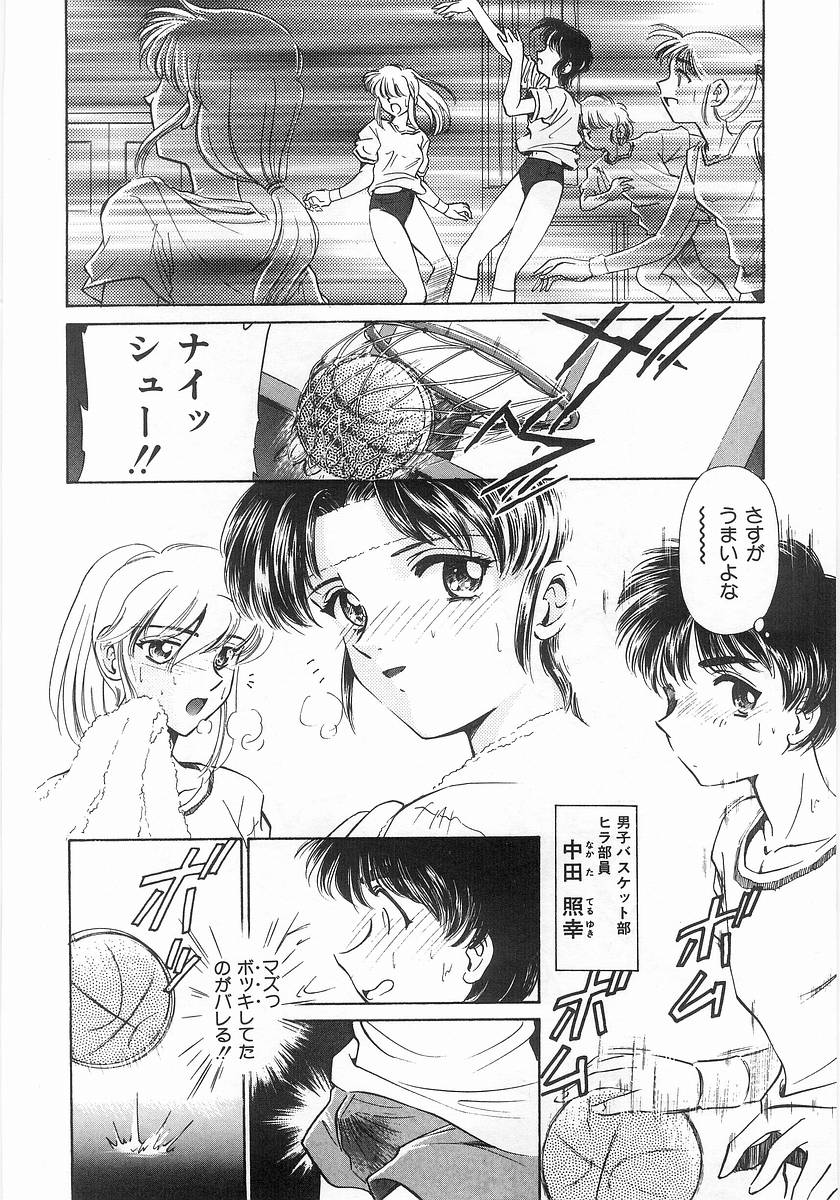 ナイッ
シュー!!
さすが
うまいよな
〜〜〜
男子バスケット部
ヒラ部員
中田 照幸
なかた てるゆき
ボム
ボム
マズっ
ボッキしてた
のがバレる!!
ボッ